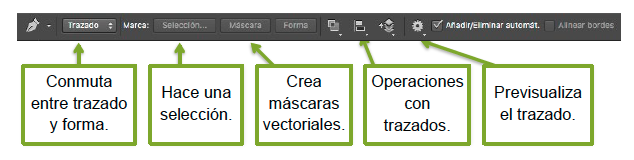 Trazado Marca: Selección... Máscara Forma Añadir/Eliminar automát. Alinear bordes
Conmuta
entre trazado
y forma.
Hace una
selección.
Crea
máscaras
vectoriales.
Operaciones
con
trazados.
Previsualiza
el trazado.